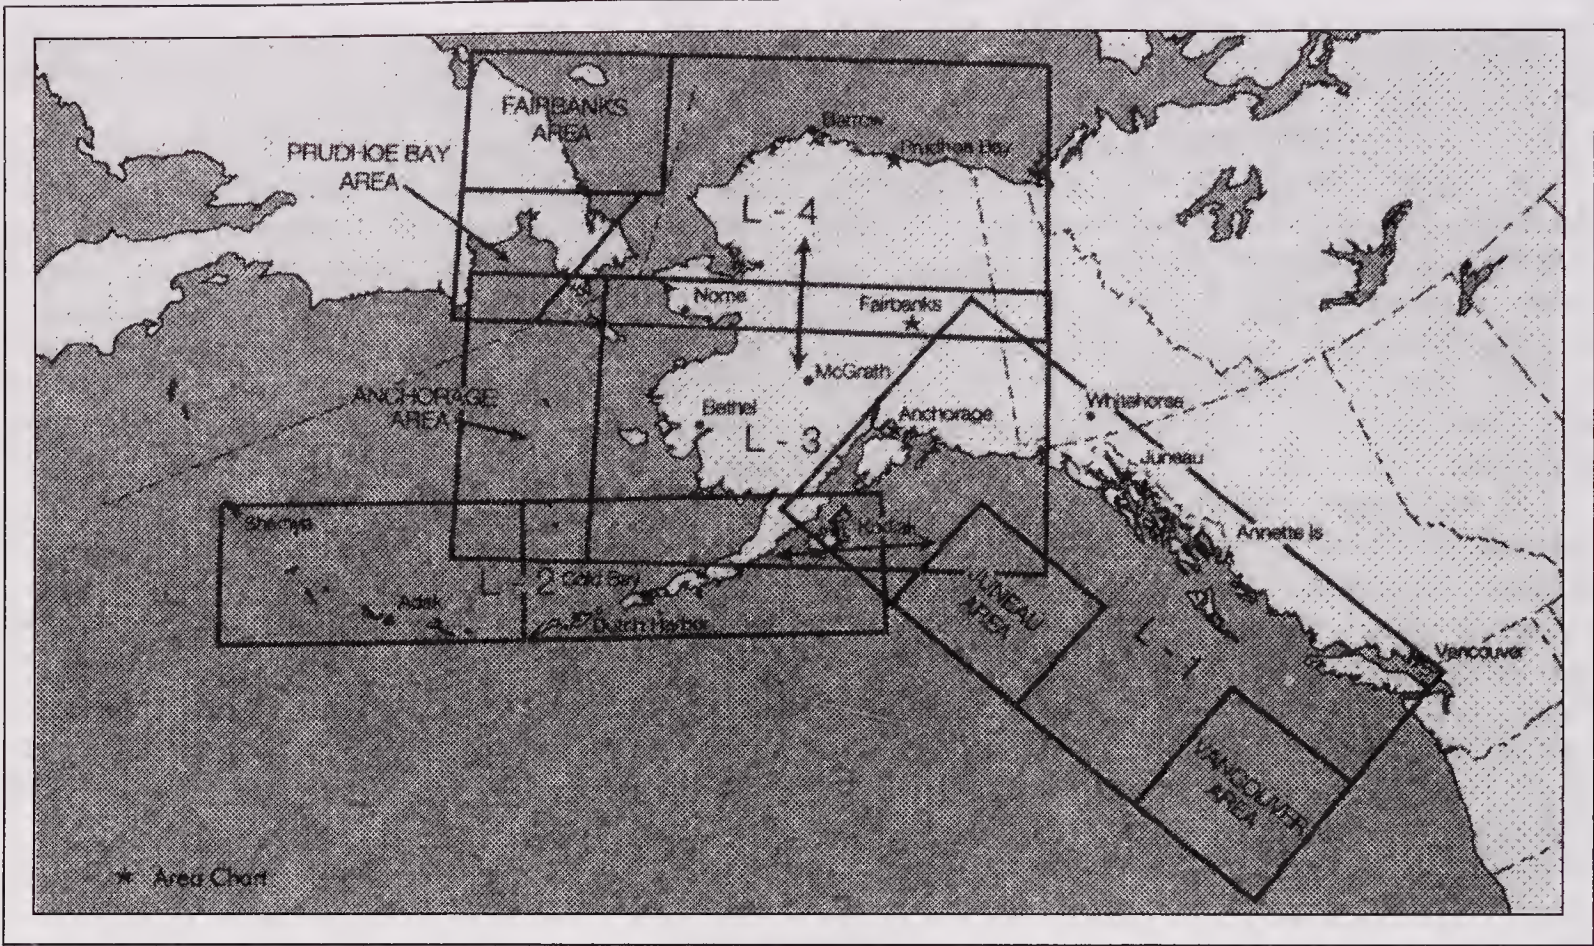 FAIRBANKS
AREA
Barrow
PRUDHOE BAY
AREA
Prudhoe Bay
L - 4
Nome
Fairbanks
McGrath
ANCHORAGE
AREA
Bethel
Anchorage
Whitehorse
L - 3
Juneau
Shemya
Kodiak
Annette Is
L - 2
Cold Bay
Adak
Dutch Harbor
JUNEAU
AREA
L - 1
Vancouver
VANCOUVER
AREA
★ Area Chart